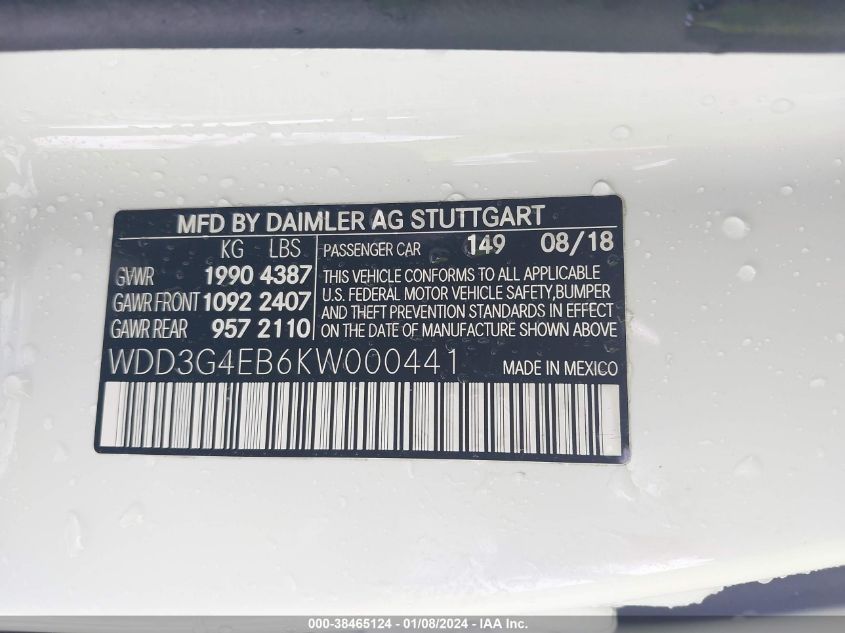 MFD BY DAIMLER AG STUTTGART
KG LBS
GVWR 1990 4387
GAWR FRONT 1092 2407
GAWR REAR 957 2110
PASSENGER CAR 149 08/18
THIS VEHICLE CONFORMS TO ALL APPLICABLE
U.S. FEDERAL MOTOR VEHICLE SAFETY,BUMPER
AND THEFT PREVENTION STANDARDS IN EFFECT
ON THE DATE OF MANUFACTURE SHOWN ABOVE
WDD3G4EB6KW000441 MADE IN MEXICO
000-38465124 - 01/08/2024 - IAA Inc.